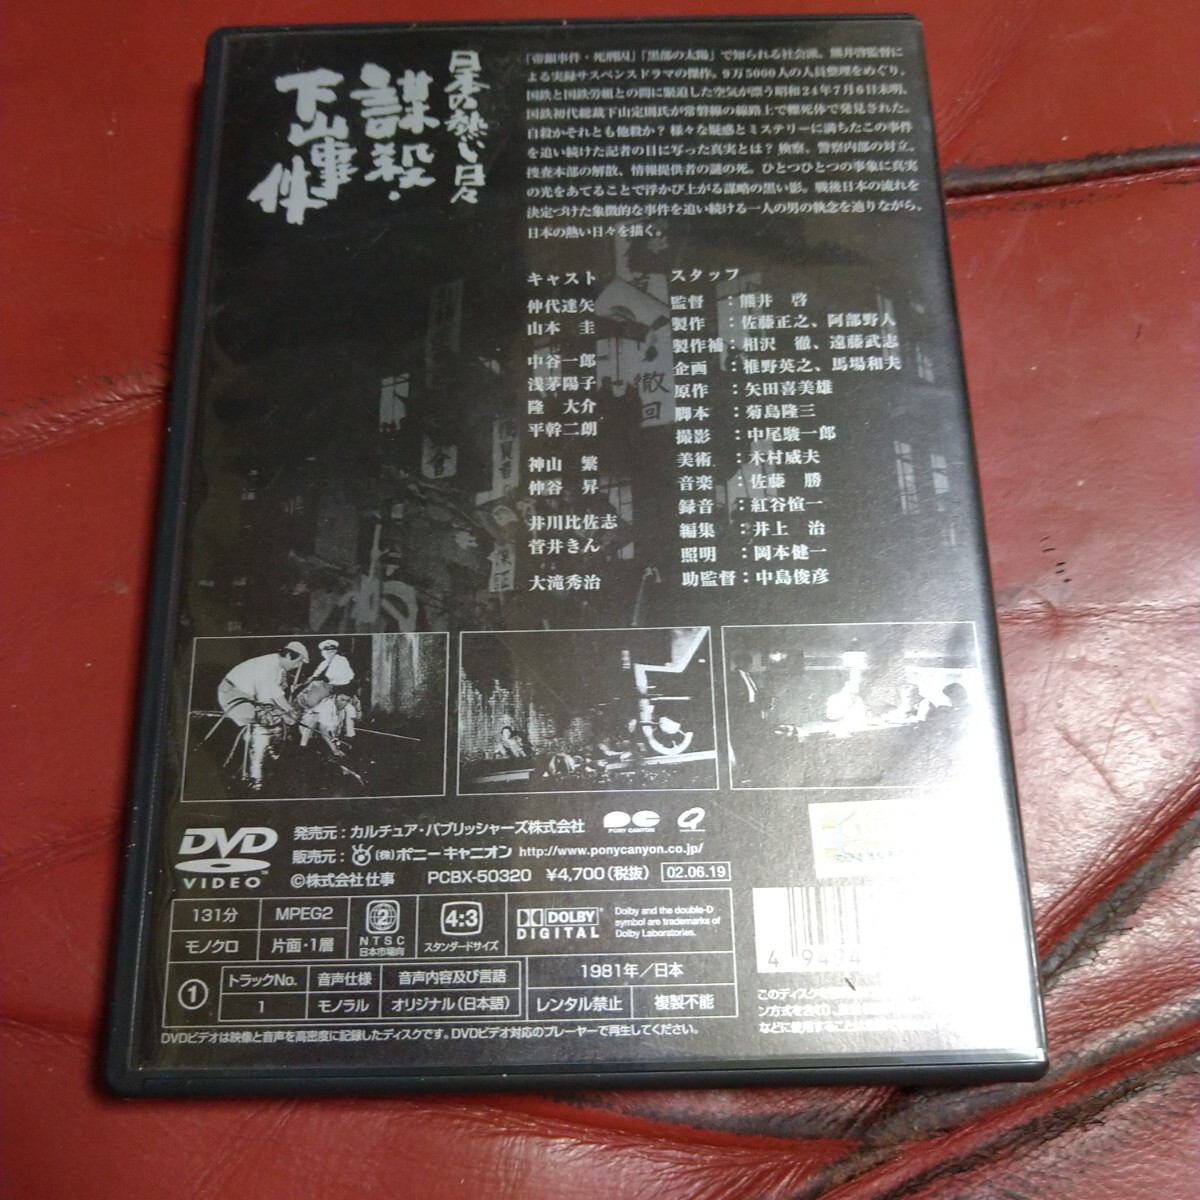 日本の熱い日々
謀殺・
下山事件
「帝銀事件・死刑囚」「黒部の太陽」で知られる社会派。熊井啓監督に
よる実録サスペンスドラマの傑作。9万5000人の人員整理をめぐり、
国鉄と国鉄労組との間に緊迫した空気が漂う昭和24年7月6日未明、
国鉄初代総裁下山定則氏が常磐線の線路上で轢死体で発見された。
自殺かそれとも他殺か？様々な疑惑とミステリーに満ちたこの事件
を追い続けた記者の目に写った真実とは？検察、警察内部の対立、
捜査本部の解散、情報提供者の謎の死。ひとつひとつの事象に真実
の光をあてることで浮かび上がる謀略の黒い影。戦後日本の流れを
決定づけた象徴的な事件を追い続ける一人の男の執念を辿りながら、
日本の熱い日々を描く。
キャスト
仲代達矢
山本　圭
中谷一郎
浅茅陽子
隆　大介
平幹二朗
神山　繁
仲谷　昇
井川比佐志
菅井きん
大滝秀治
スタッフ
監督　：熊井　啓
製作　：佐藤正之、阿部野人
製作補：相沢　徹、遠藤武志
企画　：椎野英之、馬場和夫
原作　：矢田喜美雄
脚本　：菊島隆三
撮影　：中尾駿一郎
美術　：木村威夫
音楽　：佐藤　勝
録音　：紅谷愃一
編集　：井上　治
照明　：岡本健一
助監督：中島俊彦
撤回
DVD
VIDEO
発売元：カルチュア・パブリッシャーズ株式会社
PONY CANYON
販売元：(株)ポニーキャニオン http://www.ponycanyon.co.jp/
©株式会社仕事 PCBX-50320 ¥4,700(税抜) 02.06.19
131分 MPEG2 2 4:3
モノクロ 片面・1層 NTSC 日本市場向 スタンダードサイズ
DOLBY DIGITAL
Dolby and the double-D
symbol are trademarks of
Dolby Laboratories.
① トラックNo. 音声仕様 音声内容及び言語
1 モノラル オリジナル(日本語)
1981年／日本
レンタル禁止 複製不能
DVDビデオは映像と音声を高密度に記録したディスクです。DVDビデオ対応のプレーヤーで再生してください。
このディスク
ン方式を含む)、
などに使用すること